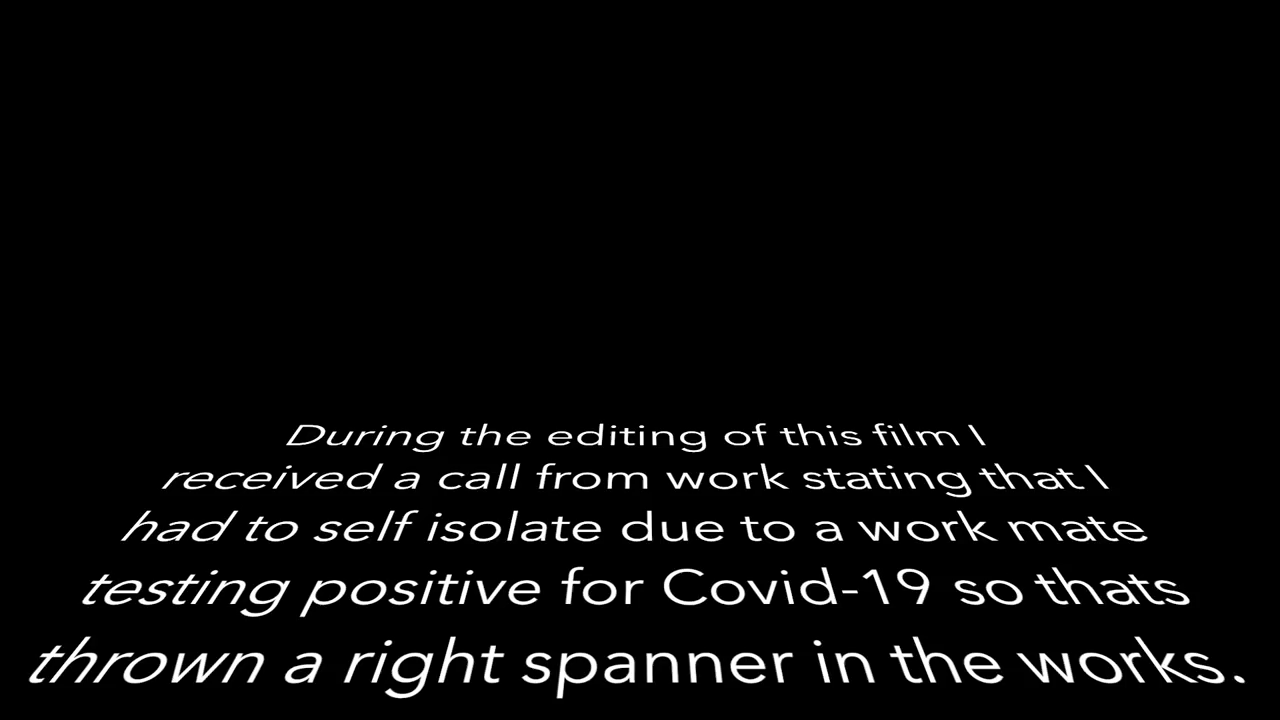 During the editing of this film I
received a call from work stating that I
had to self isolate due to a work mate
testing positive for Covid-19 so thats
thrown a right spanner in the works.